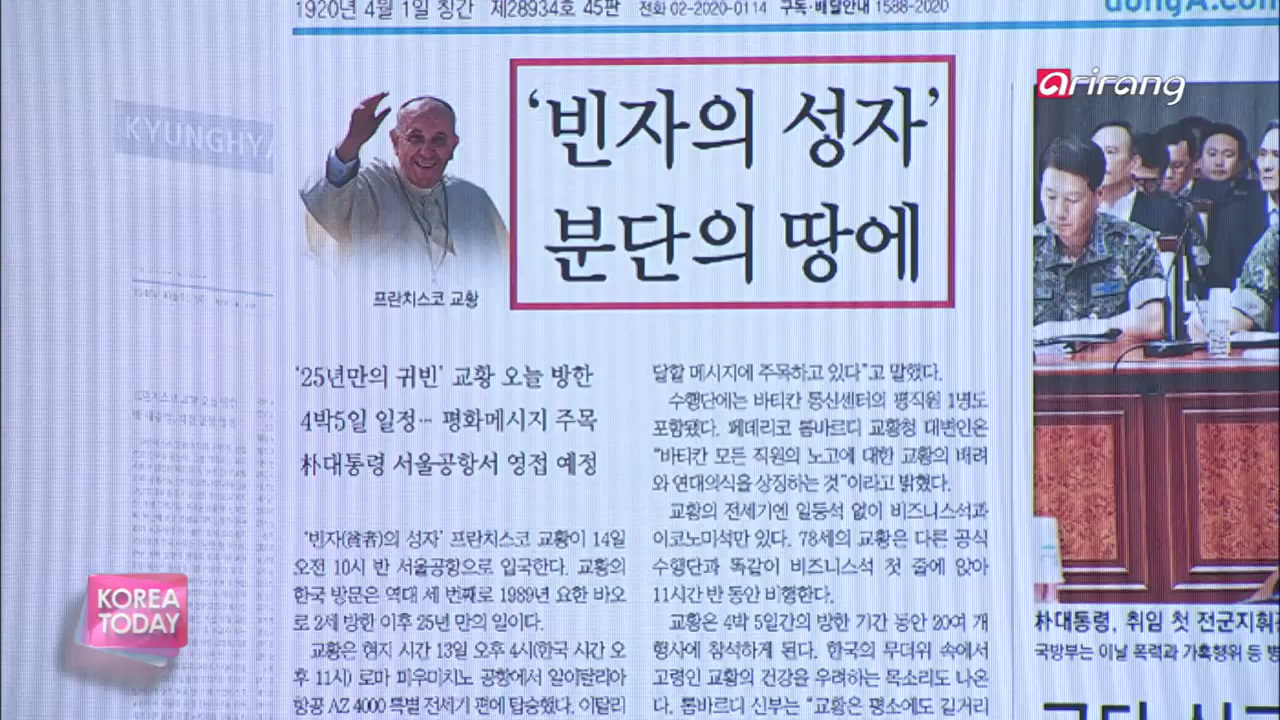 1920년 4월 1일 창간 제28934호 45판 전화 02-2020-0114 구독·배달안내 1588-2020
dongA.com
arirang
KYUNGHYA
‘빈자의 성자’
분단의 땅에
프란치스코 교황
‘25년만의 귀빈’ 교황 오늘 방한
4박5일 일정… 평화메시지 주목
朴대통령 서울공항서 영접 예정
‘빈자(貧者)의 성자’ 프란치스코 교황이 14일
오전 10시 반 서울공항으로 입국한다. 교황의
한국 방문은 역대 세 번째로 1989년 요한 바오
로 2세 방한 이후 25년 만의 일이다.
교황은 현지 시간 13일 오후 4시(한국 시간 오
후 11시) 로마 피우미치노 공항에서 알이탈리아
항공 AZ 4000 특별 전세기 편에 탑승했다. 이탈리
달할 메시지에 주목하고 있다”고 말했다.
수행단에는 바티칸 통신센터의 평직원 1명도
포함됐다. 페데리코 롬바르디 교황청 대변인은
“바티칸 모든 직원의 노고에 대한 교황의 배려
와 연대의식을 상징하는 것”이라고 밝혔다.
교황의 전세기엔 일등석 없이 비즈니스석과
이코노미석만 있다. 78세의 교황은 다른 공식
수행단과 똑같이 비즈니스석 첫 줄에 앉아
11시간 반 동안 비행한다.
교황은 4박 5일간의 방한 기간 동안 20여 개
행사에 참석하게 된다. 한국의 무더위 속에서
고령인 교황의 건강을 우려하는 목소리도 나온
다. 롬바르디 신부는 “교황은 평소에도 길거리
朴대통령, 취임 첫 전군지휘
국방부는 이날 폭력과 가혹행위 등 병
KOREA
TODAY